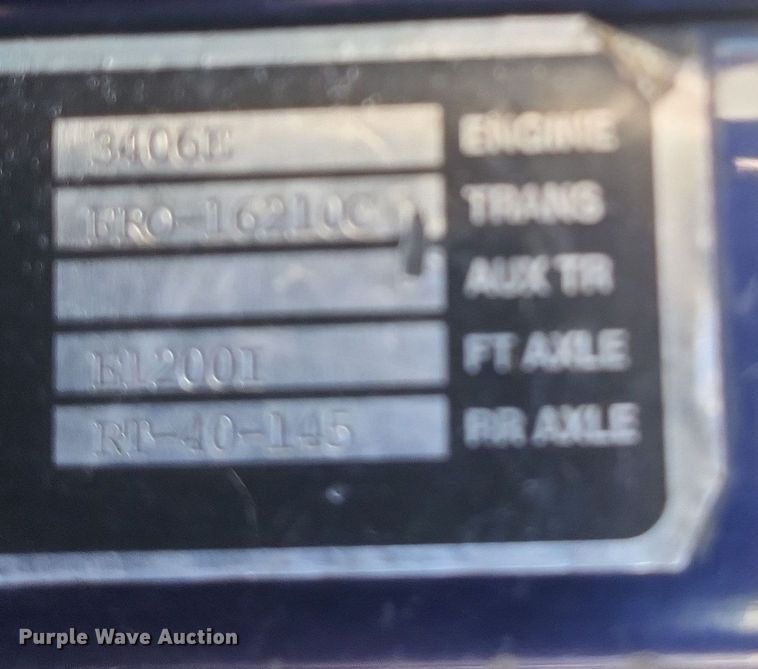 3406E ENGINE
FRO-16210C TRANS
AUX TR
E1200I FT AXLE
RT-40-145 RR AXLE
Purple Wave Auction